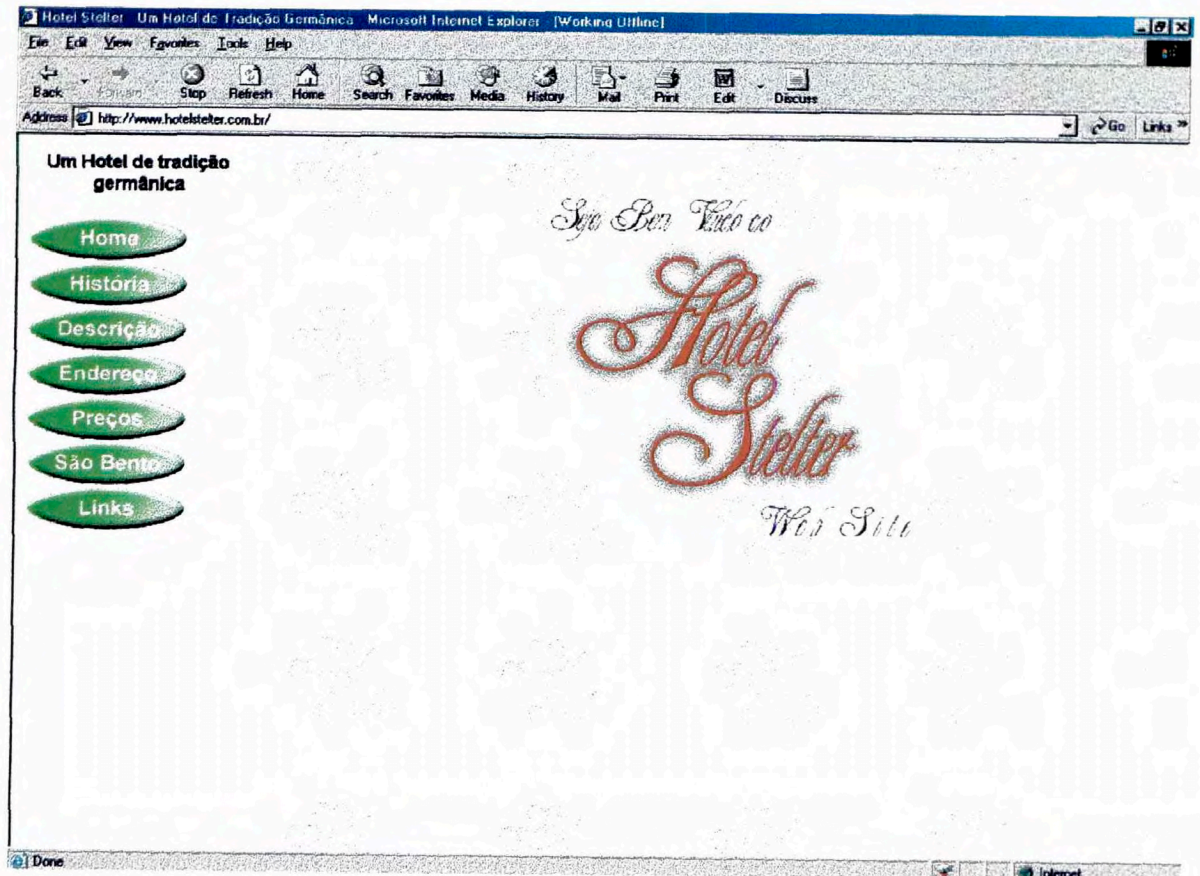 Hotel Stelter Um Hotel de Tradição Germânica Microsoft Internet Explorer [Working Offline]
File Edit View Favorites Tools Help
Back Forward Stop Refresh Home Search Favorites Media History Mail Print Edit Discuss
Address http://www.hotelstelter.com.br/ Go Links »
Um Hotel de tradição
germânica
Home
História
Descrição
Endereço
Preços
São Bento
Links
Seja Ben Vindo ao
Hotel
Stelter
Web Site
Done Internet